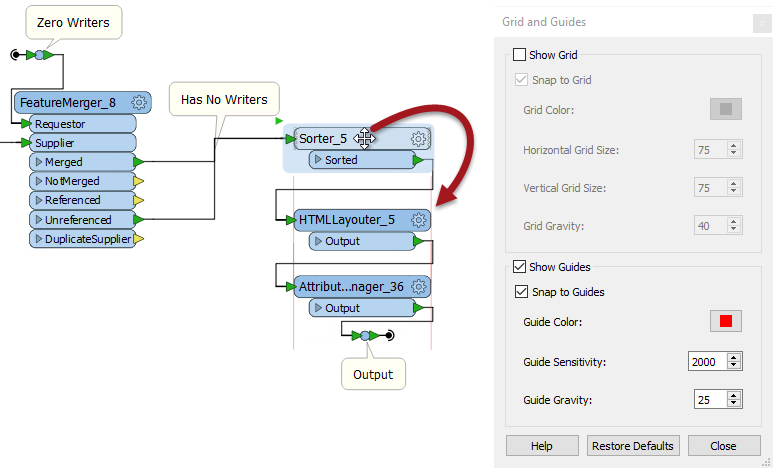 Zero Writers
FeatureMerger_8
Requestor
Supplier
Merged
NotMerged
Referenced
Unreferenced
DuplicateSupplier
Has No Writers
Sorter_5
Sorted
HTMLLayouter_5
Output
Attribut...nager_36
Output
Output
Grid and Guides
Show Grid
Snap to Grid
Grid Color:
Horizontal Grid Size: 75
Vertical Grid Size: 75
Grid Gravity: 40
Show Guides
Snap to Guides
Guide Color:
Guide Sensitivity: 2000
Guide Gravity: 25
Help Restore Defaults Close